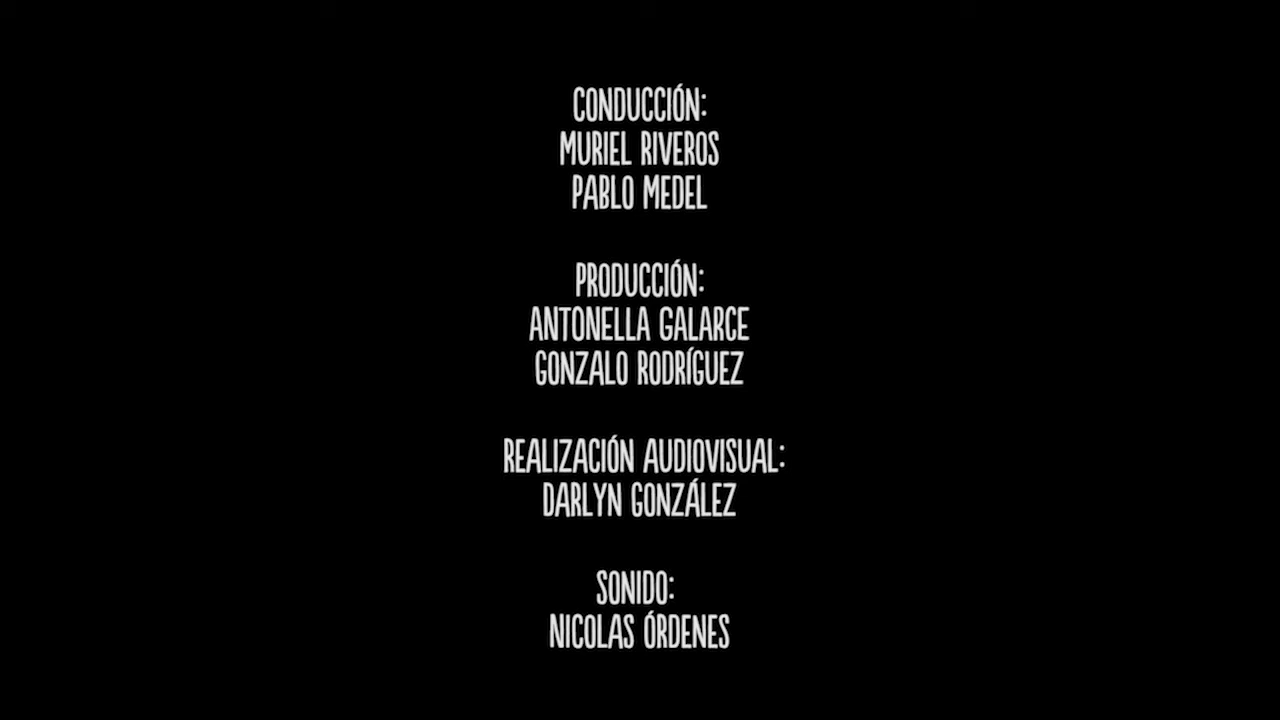 CONDUCCIÓN:
MURIEL RIVEROS
PABLO MEDEL
PRODUCCIÓN:
ANTONELLA GALARCE
GONZALO RODRÍGUEZ
REALIZACIÓN AUDIOVISUAL:
DARLYN GONZÁLEZ
SONIDO:
NICOLAS ÓRDENES